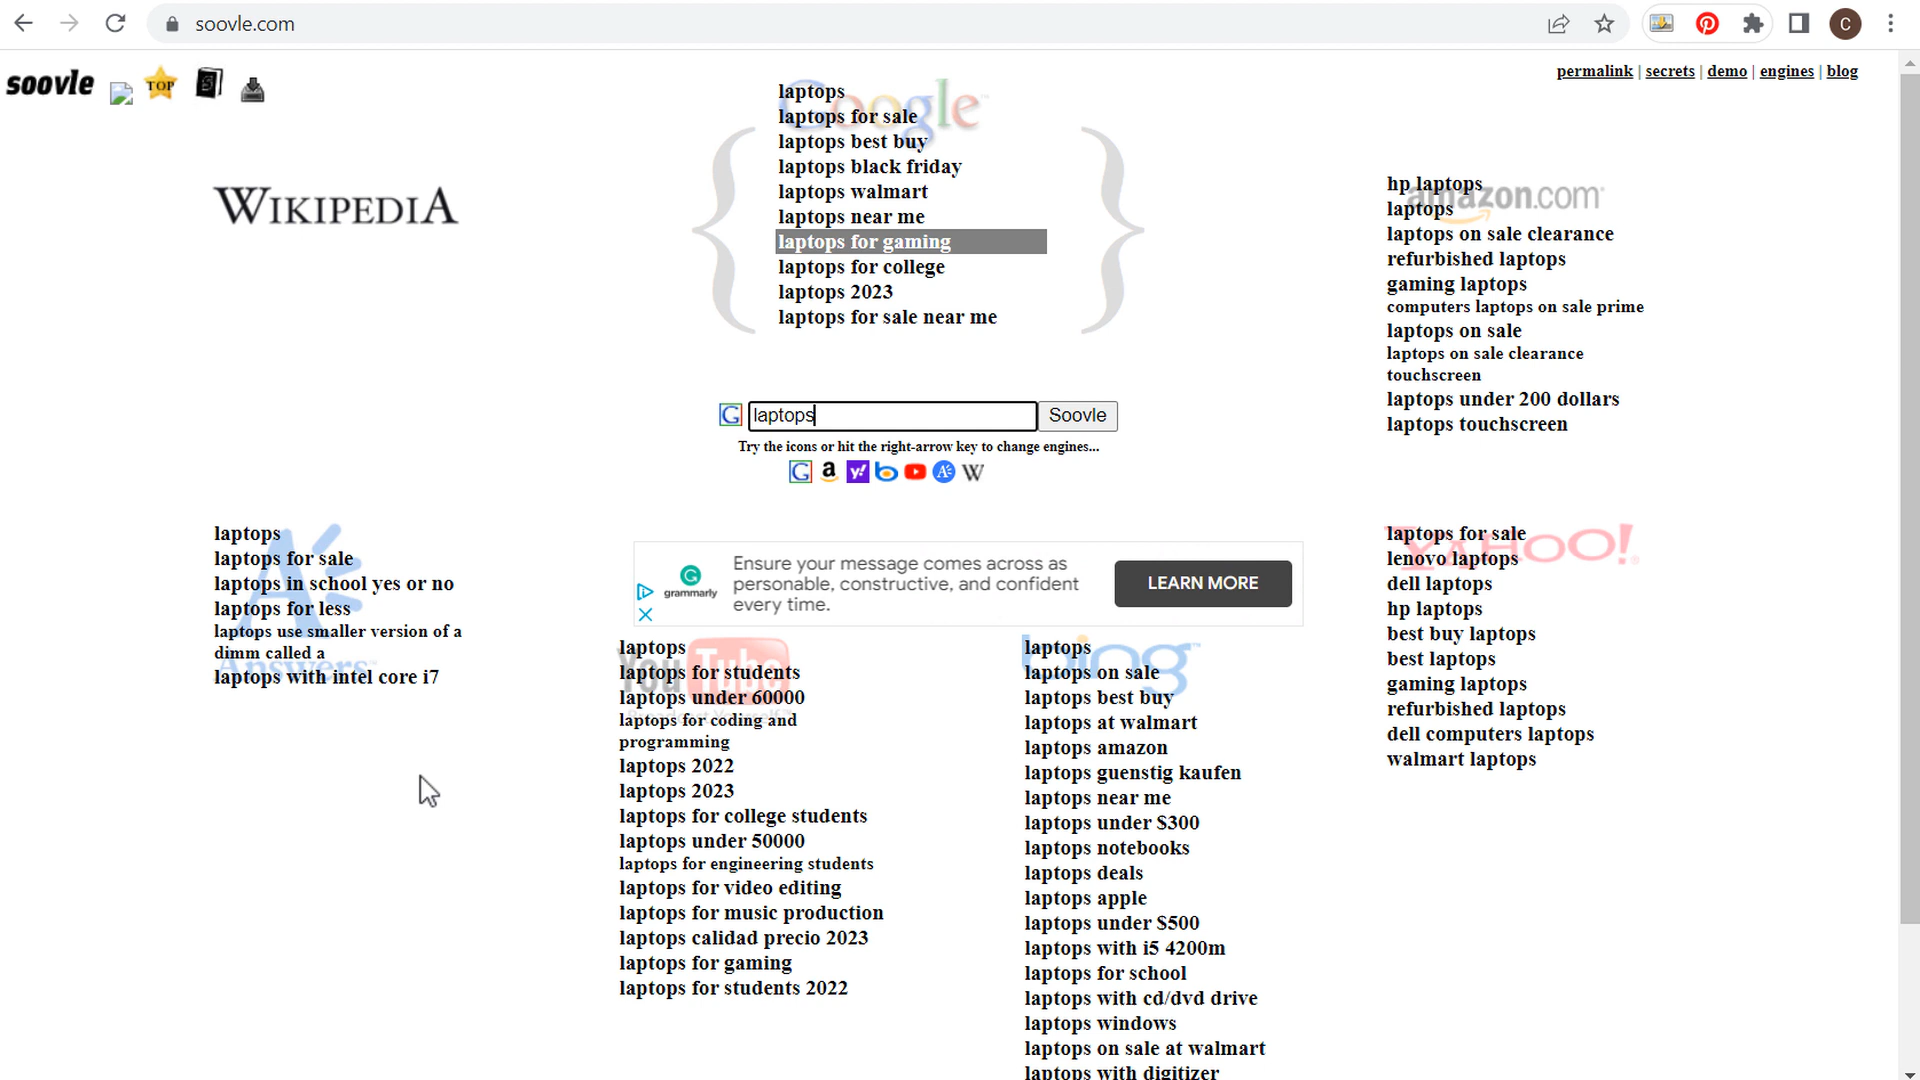 soovle.com
C
soovle
TOP
permalink | secrets | demo | engines | blog
Google™
laptops
laptops for sale
laptops best buy
laptops black friday
laptops walmart
laptops near me
laptops for gaming
laptops for college
laptops 2023
laptops for sale near me
WIKIPEDIA
amazon.com
hp laptops
laptops
laptops on sale clearance
refurbished laptops
gaming laptops
computers laptops on sale prime
laptops on sale
laptops on sale clearance
touchscreen
laptops under 200 dollars
laptops touchscreen
G laptops Soovle
Try the icons or hit the right-arrow key to change engines...
G a y! b A W
Answers™
laptops
laptops for sale
laptops in school yes or no
laptops for less
laptops use smaller version of a
dimm called a
laptops with intel core i7
grammarly
Ensure your message comes across as
personable, constructive, and confident
every time.
LEARN MORE
YouTube
laptops
laptops for students
laptops under 60000
laptops for coding and
programming
laptops 2022
laptops 2023
laptops for college students
laptops under 50000
laptops for engineering students
laptops for video editing
laptops for music production
laptops calidad precio 2023
laptops for gaming
laptops for students 2022
bing™
laptops
laptops on sale
laptops best buy
laptops at walmart
laptops amazon
laptops guenstig kaufen
laptops near me
laptops under $300
laptops notebooks
laptops deals
laptops apple
laptops under $500
laptops with i5 4200m
laptops for school
laptops with cd/dvd drive
laptops windows
laptops on sale at walmart
laptops with digitizer
YAHOO!
laptops for sale
lenovo laptops
dell laptops
hp laptops
best buy laptops
best laptops
gaming laptops
refurbished laptops
dell computers laptops
walmart laptops